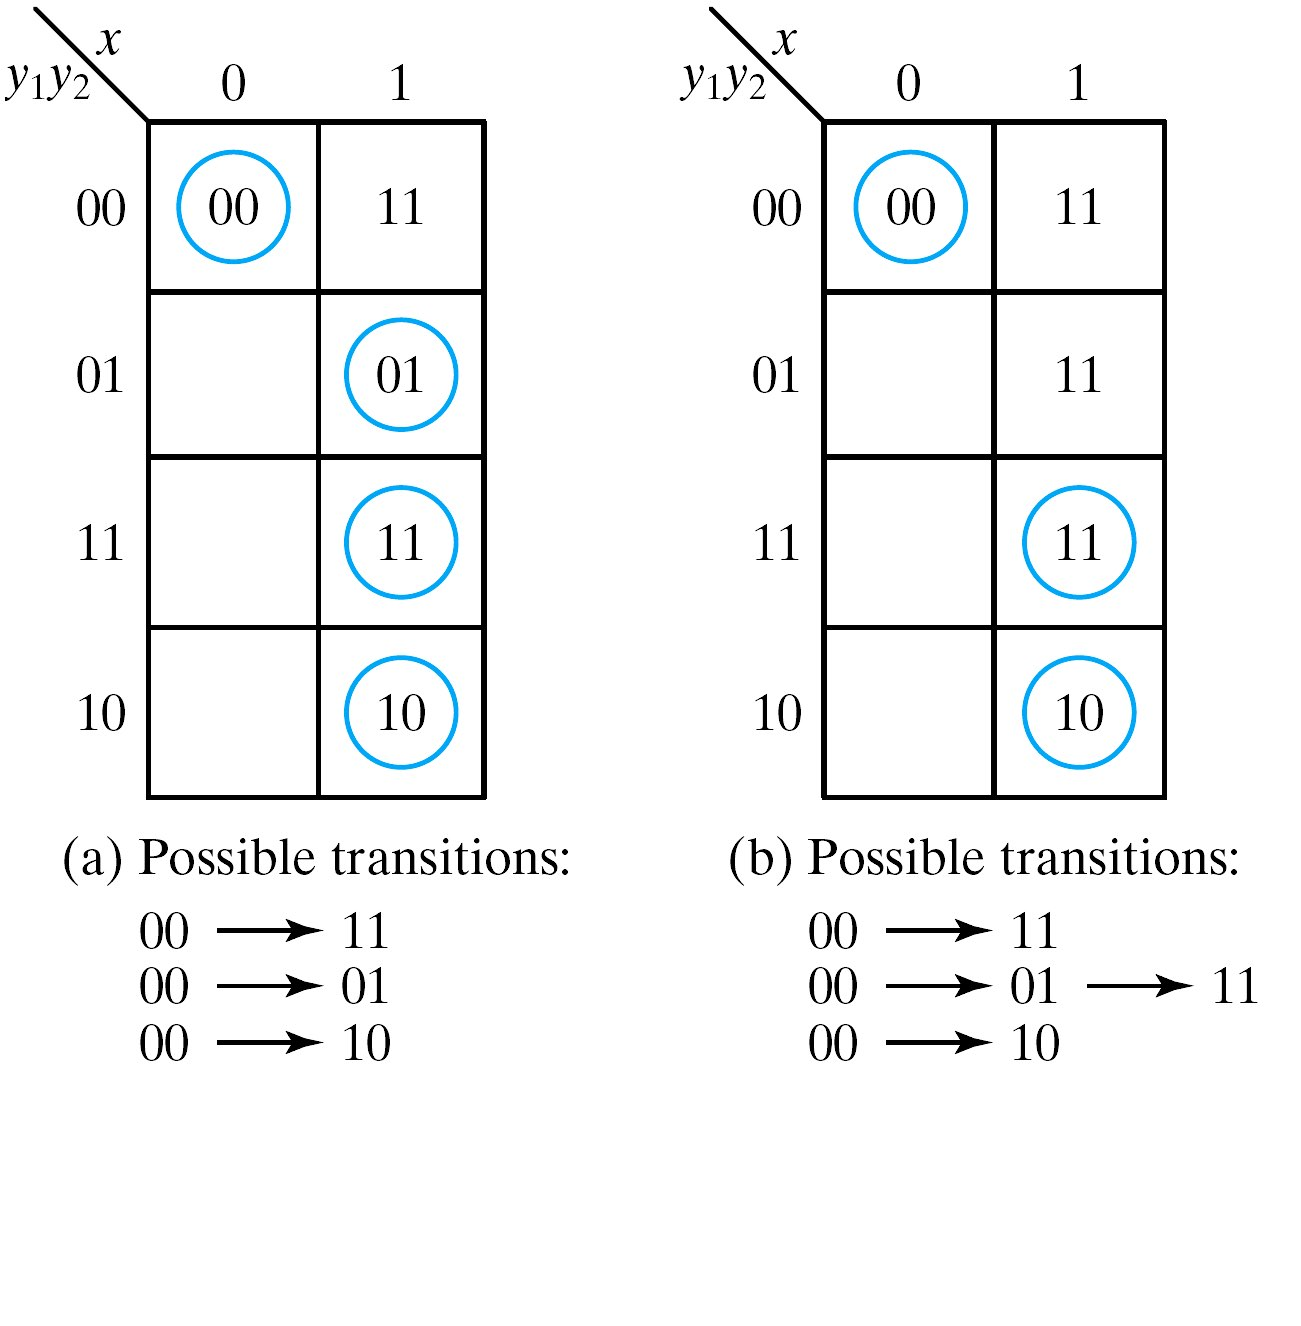 x x
y₁y₂ 0 1 y₁y₂ 0 1
00 00 11 00 00 11
01 01 01 11
11 11 11 11
10 10 10 10
(a) Possible transitions: (b) Possible transitions:
00 → 11 00 → 11
00 → 01 00 → 01 → 11
00 → 10 00 → 10